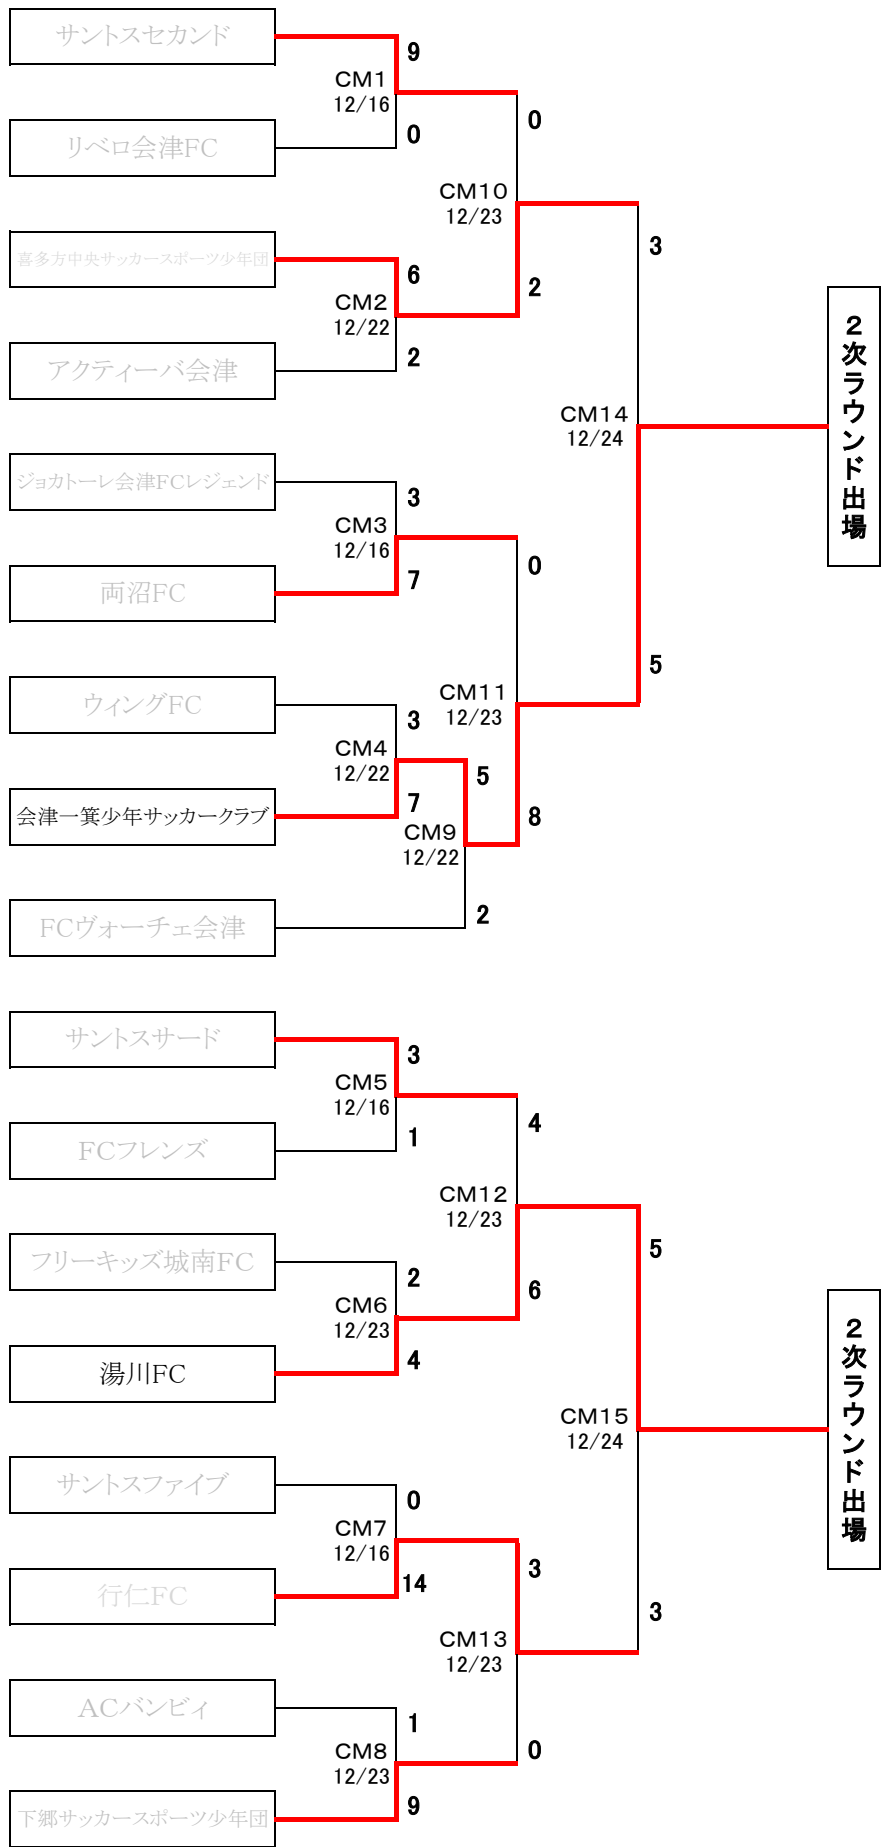 サントスセカンド
9
CM1
12/16
0
リベロ会津FC
0
CM10
12/23
喜多方中央サッカースポーツ少年団
6
2
CM2
12/22
2
アクティーバ会津
3
CM14
12/24
2次ラウンド出場
ジョカトーレ会津FCレジェンド
3
CM3
12/16
7
両沼FC
0
ウィングFC
3
CM11
12/23
5
CM4
12/22
5
7
会津一箕少年サッカークラブ
8
CM9
12/22
2
FCヴォーチェ会津
サントスサード
3
CM5
12/16
1
FCフレンズ
4
CM12
12/23
フリーキッズ城南FC
2
6
CM6
12/23
4
湯川FC
5
CM15
12/24
2次ラウンド出場
サントスファイブ
0
CM7
12/16
14
行仁FC
3
3
CM13
12/23
ACバンビィ
1
0
CM8
12/23
9
下郷サッカースポーツ少年団